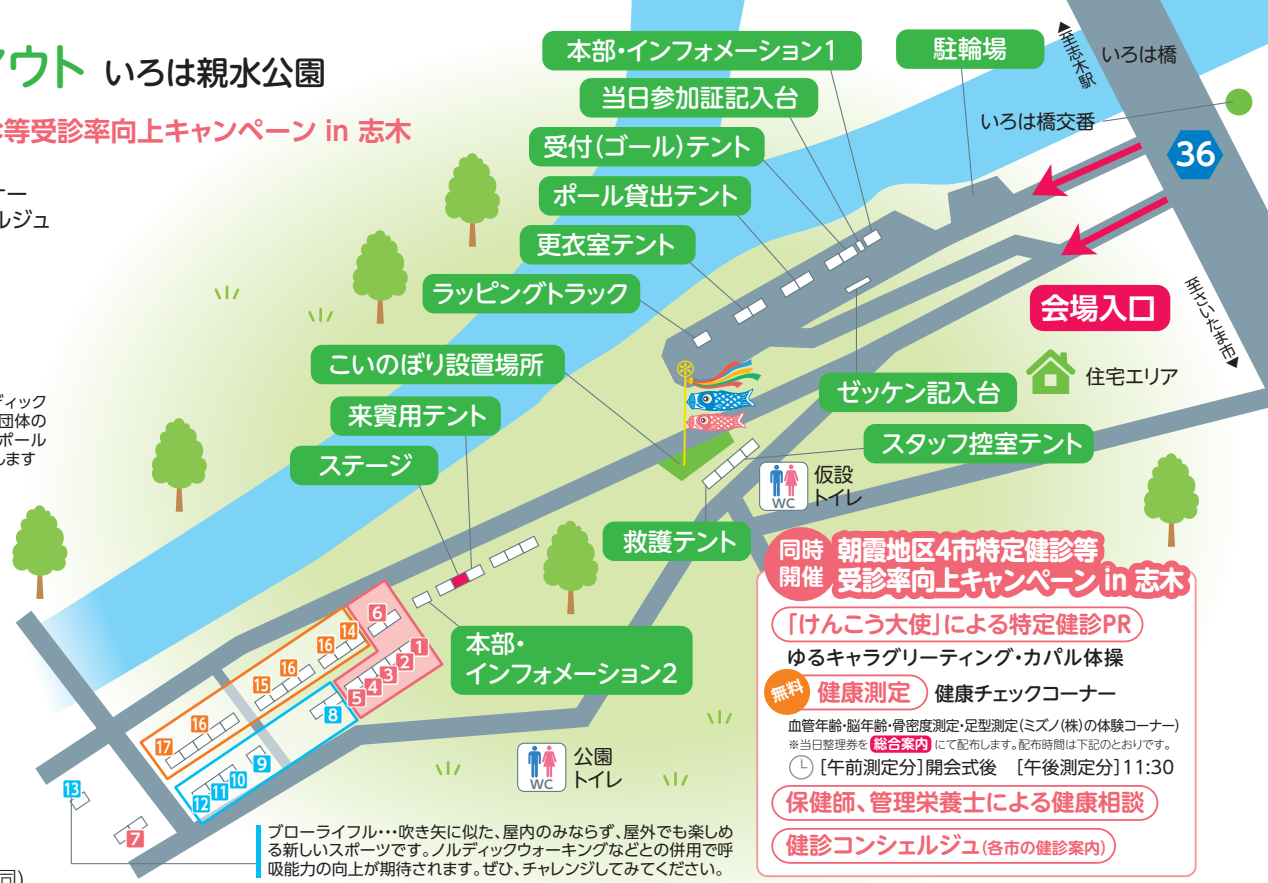 アウト いろは親水公園
等受診率向上キャンペーン in 志木
ナー
ルジュ
ディック
団体の
ポール
します
同)
本部・インフォメーション1
駐輪場
▲至志木駅
いろは橋
当日参加証記入台
いろは橋交番
受付(ゴール)テント
36
ポール貸出テント
更衣室テント
ラッピングトラック
会場入口
至さいたま市▼
こいのぼり設置場所
住宅エリア
ゼッケン記入台
来賓用テント
スタッフ控室テント
ステージ
仮設
トイレ
WC
救護テント
本部・
インフォメーション2
6
1
2
3
4
5
14
16
16
15
16
17
8
9
10
11
12
13
7
公園
トイレ
WC
ブローライフル・・・吹き矢に似た、屋内のみならず、屋外でも楽しめ
る新しいスポーツです。ノルディックウォーキングなどとの併用で呼
吸能力の向上が期待されます。ぜひ、チャレンジしてみてください。
同時
開催
朝霞地区4市特定健診等
受診率向上キャンペーン in 志木
「けんこう大使」による特定健診PR
ゆるキャラグリーティング・カパル体操
無料 健康測定 健康チェックコーナー
血管年齢・脳年齢・骨密度測定・足型測定(ミズノ(株)の体験コーナー)
※当日整理券を 総合案内 にて配布します。配布時間は下記のとおりです。
[午前測定分]開会式後 [午後測定分]11:30
保健師、管理栄養士による健康相談
健診コンシェルジュ(各市の健診案内)